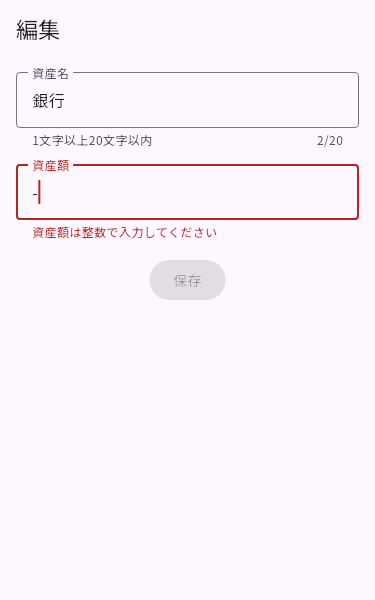 編集
資産名
銀行
1文字以上20文字以内 2/20
資産額
-
資産額は整数で入力してください
保存